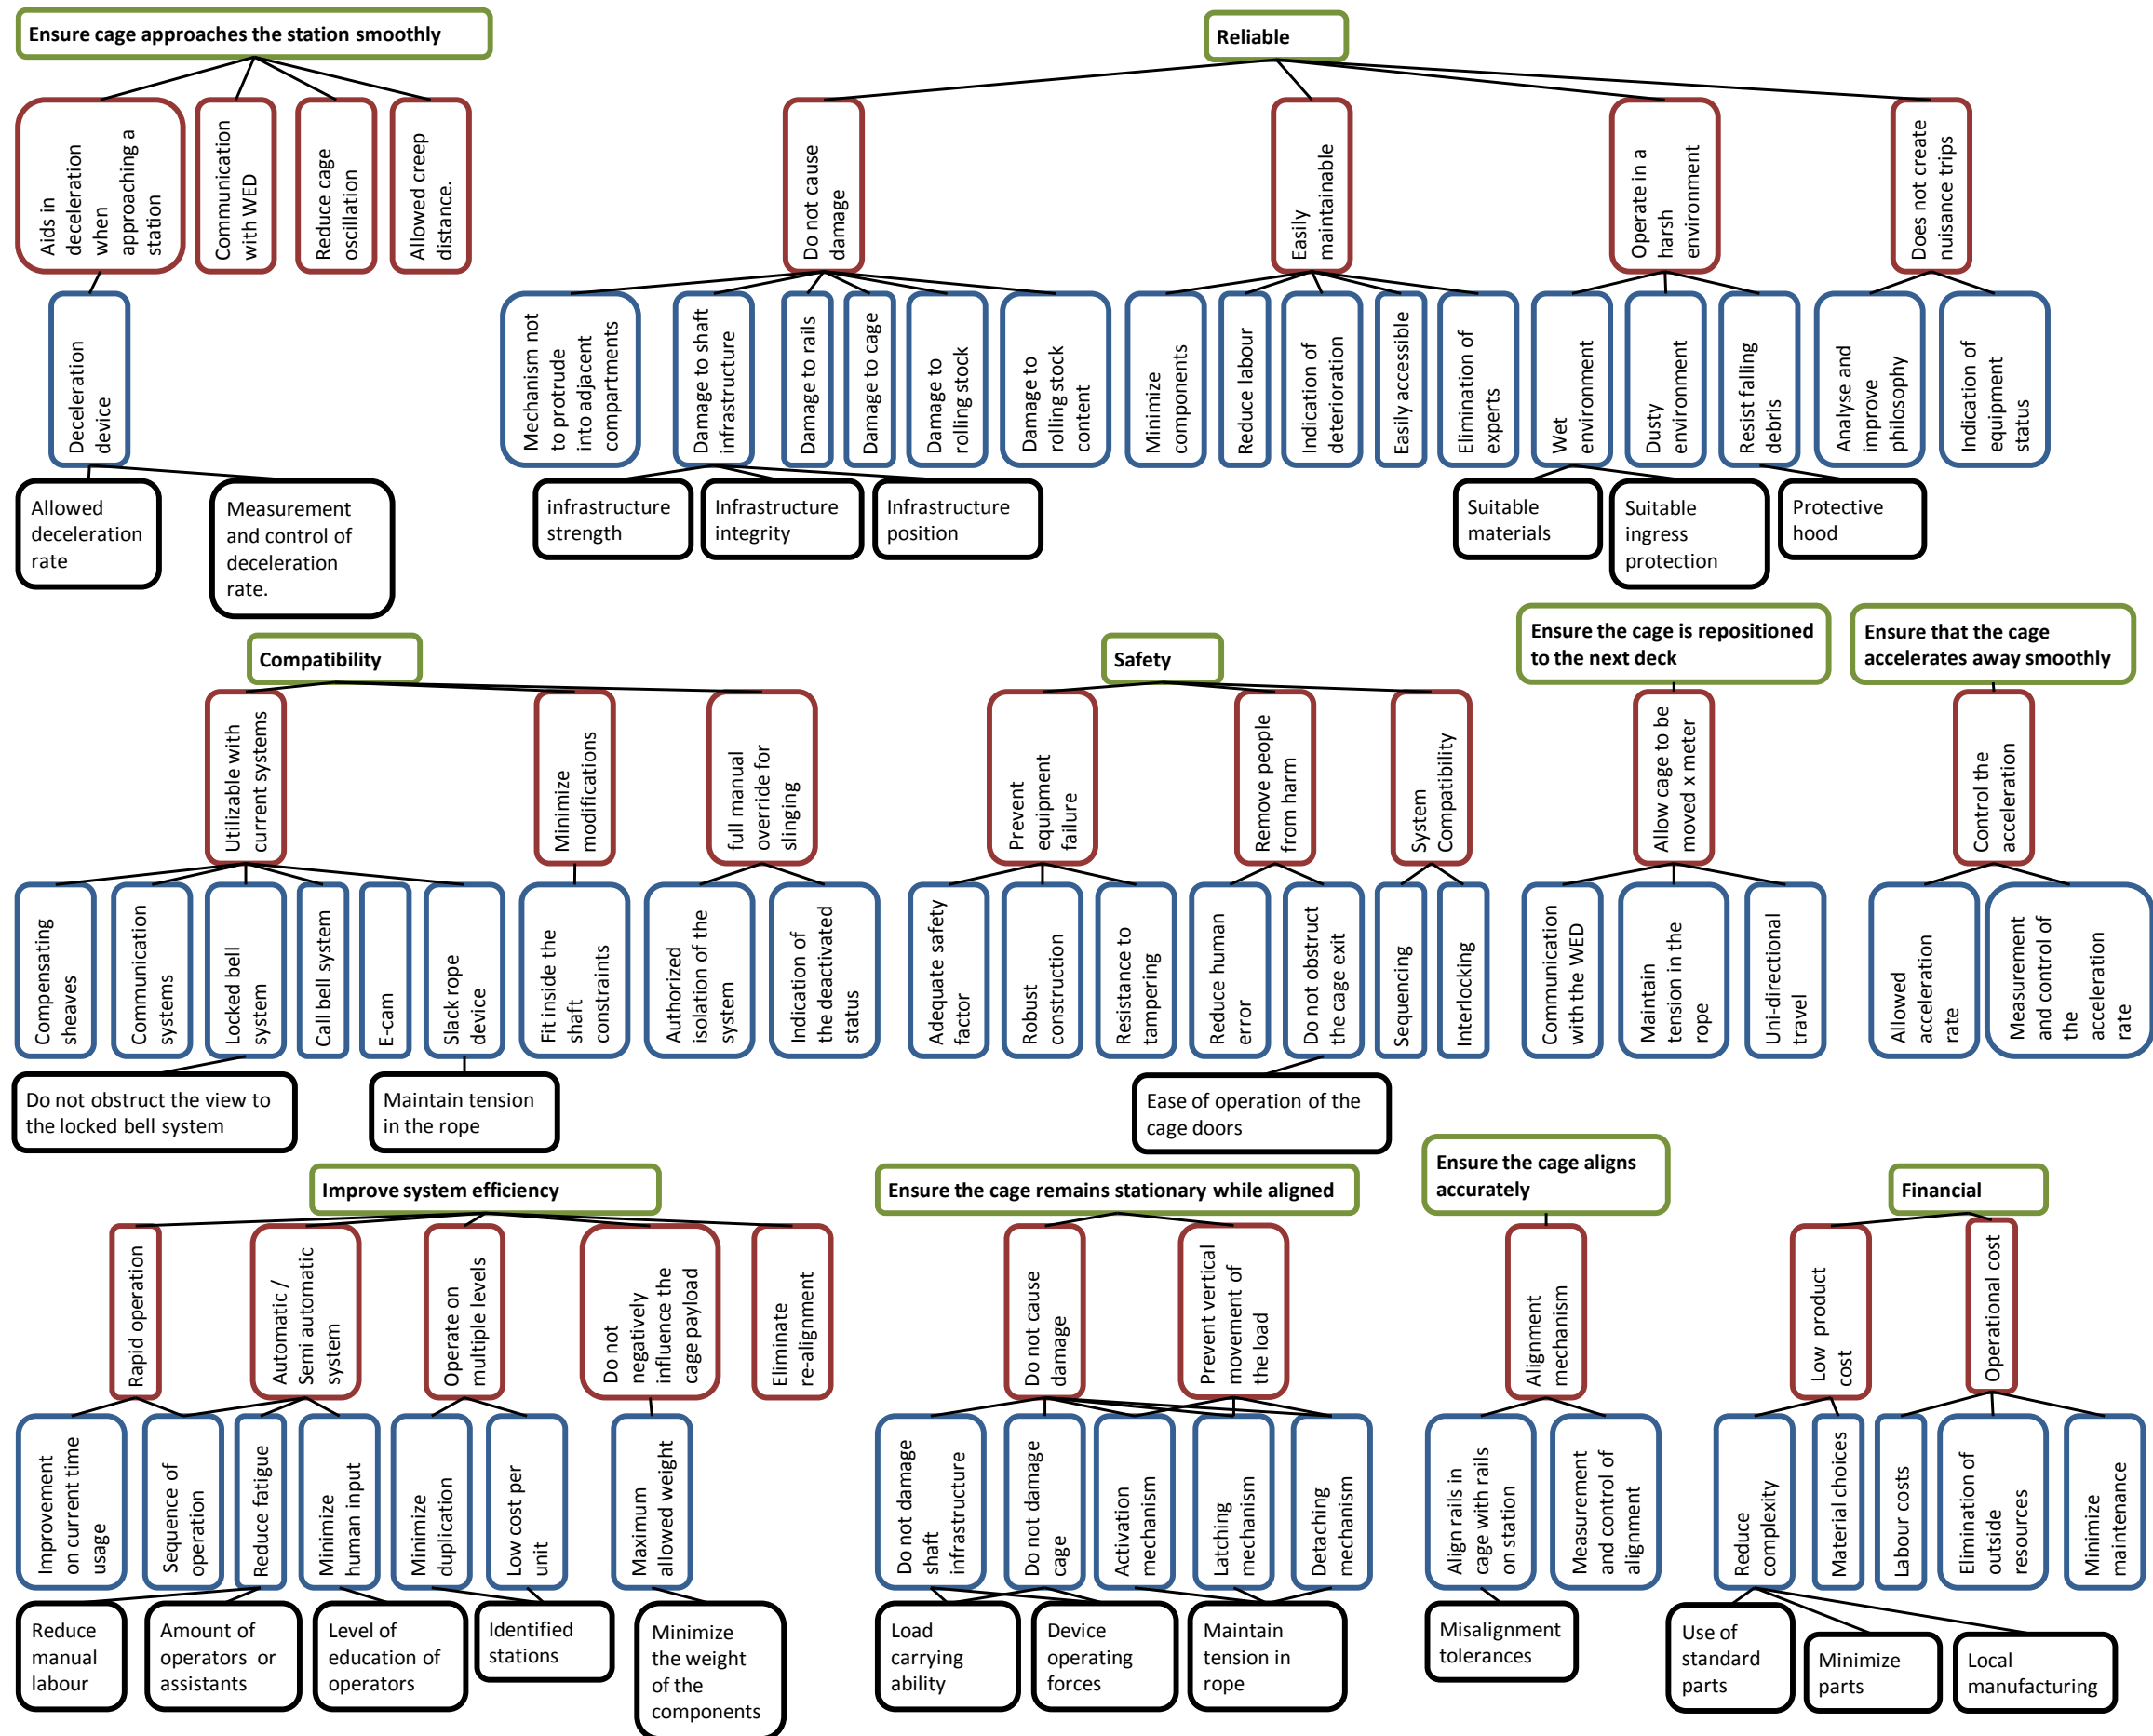 Ensure cage approaches the station smoothly
Reliable
Aids in
deceleration
when
approaching a
station
Communication
with WED
Reduce cage
oscillation
Allowed creep
distance.
Do not cause
damage
Easily
maintainable
Operate in a
harsh
environment
Does not create
nuisance trips
Deceleration
device
Mechanism not
to protrude
into adjacent
compartments
Damage to shaft
infrastructure
Damage to rails
Damage to cage
Damage to
rolling stock
Damage to
rolling stock
content
Minimize
components
Reduce labour
Indication of
deterioration
Easily accessible
Elimination of
experts
Wet
environment
Dusty
environment
Resist falling
debris
Analyse and
improve
philosophy
Indication of
equipment
status
Allowed
deceleration
rate
Measurement
and control of
deceleration
rate.
infrastructure
strength
Infrastructure
integrity
Infrastructure
position
Suitable
materials
Suitable
ingress
protection
Protective
hood
Compatibility
Safety
Ensure the cage is repositioned
to the next deck
Ensure that the cage
accelerates away smoothly
Utilizable with
current systems
Minimize
modifications
full manual
override for
slinging
Prevent
equipment
failure
Remove people
from harm
System
Compatibility
Allow cage to be
moved x meter
Control the
acceleration
Compensating
sheaves
Communication
systems
Locked bell
system
Call bell system
E-cam
Slack rope
device
Fit inside the
shaft
constraints
Authorized
isolation of the
system
Indication of
the deactivated
status
Adequate safety
factor
Robust
construction
Resistance to
tampering
Reduce human
error
Do not obstruct
the cage exit
Sequencing
Interlocking
Communication
with the WED
Maintain
tension in the
rope
Uni-directional
travel
Allowed
acceleration
rate
Measurement
and control of
the
acceleration
rate
Do not obstruct the view to
the locked bell system
Maintain tension
in the rope
Ease of operation of the
cage doors
Improve system efficiency
Ensure the cage remains stationary while aligned
Ensure the cage aligns
accurately
Financial
Rapid operation
Automatic /
Semi automatic
system
Operate on
multiple levels
Do not
negatively
influence the
cage payload
Eliminate
re-alignment
Do not cause
damage
Prevent vertical
movement of
the load
Alignment
mechanism
Low product
cost
Operational cost
Improvement
on current time
usage
Sequence of
operation
Reduce fatigue
Minimize
human input
Minimize
duplication
Low cost per
unit
Maximum
allowed weight
Do not damage
shaft
infrastructure
Do not damage
cage
Activation
mechanism
Latching
mechanism
Detaching
mechanism
Align rails in
cage with rails
on station
Measurement
and control of
alignment
Reduce
complexity
Material choices
Labour costs
Elimination of
outside
resources
Minimize
maintenance
Reduce
manual
labour
Amount of
operators or
assistants
Level of
education of
operators
Identified
stations
Minimize
the weight
of the
components
Load
carrying
ability
Device
operating
forces
Maintain
tension in
rope
Misalignment
tolerances
Use of
standard
parts
Minimize
parts
Local
manufacturing